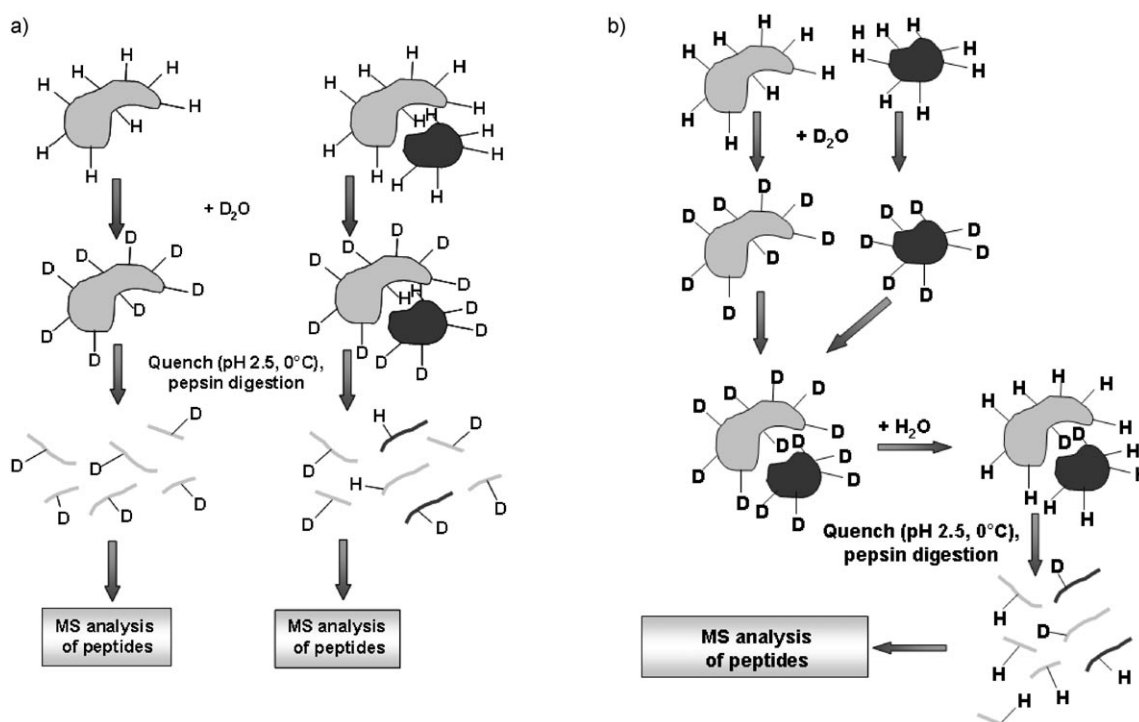 a)
H
H H
H H
H
H
H
H
H H
H H
H H
H H
H
H H
H H
+ D₂O
D
D D
D D
D
D
D
D
D D
D D
H H
D
D D
D D D
Quench (pH 2.5, 0°C),
pepsin digestion
D
D D
D D D
H
D
D
H
D
D D
MS analysis
of peptides
MS analysis
of peptides
b)
H
H H
H H
H
H
H
H
H H
H H
H H
+ D₂O
D
D D
D D
D
D
D
D D
D
D D
D D
D
D D
D D
D D
D
D D
D D
+ H₂O
H
H H
H H
D D
H
H H
H H H
Quench (pH 2.5, 0°C),
pepsin digestion
D
H
D
H H
H
H
MS analysis
of peptides